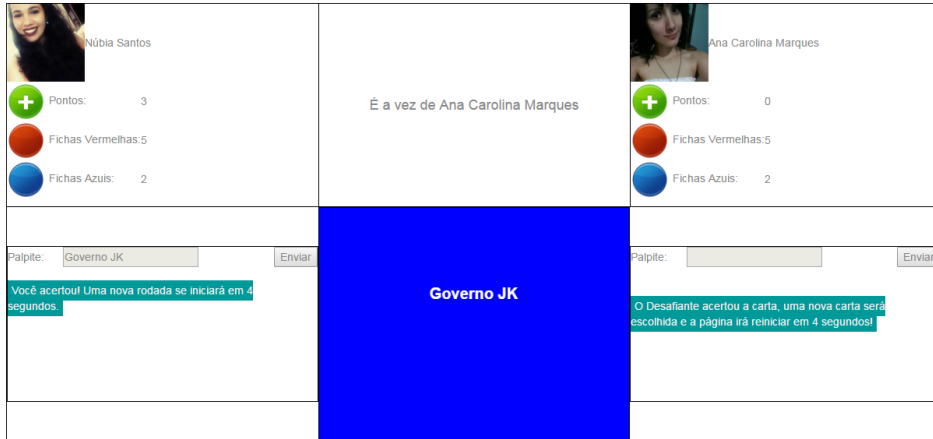 Núbia Santos
Pontos: 3
Fichas Vermelhas:5
Fichas Azuis: 2
É a vez de Ana Carolina Marques
Ana Carolina Marques
Pontos: 0
Fichas Vermelhas:5
Fichas Azuis: 2
Palpite: Governo JK Enviar
Você acertou! Uma nova rodada se iniciará em 4
segundos.
Governo JK
Palpite: Enviar
O Desafiante acertou a carta, uma nova carta será
escolhida e a página irá reiniciar em 4 segundos!